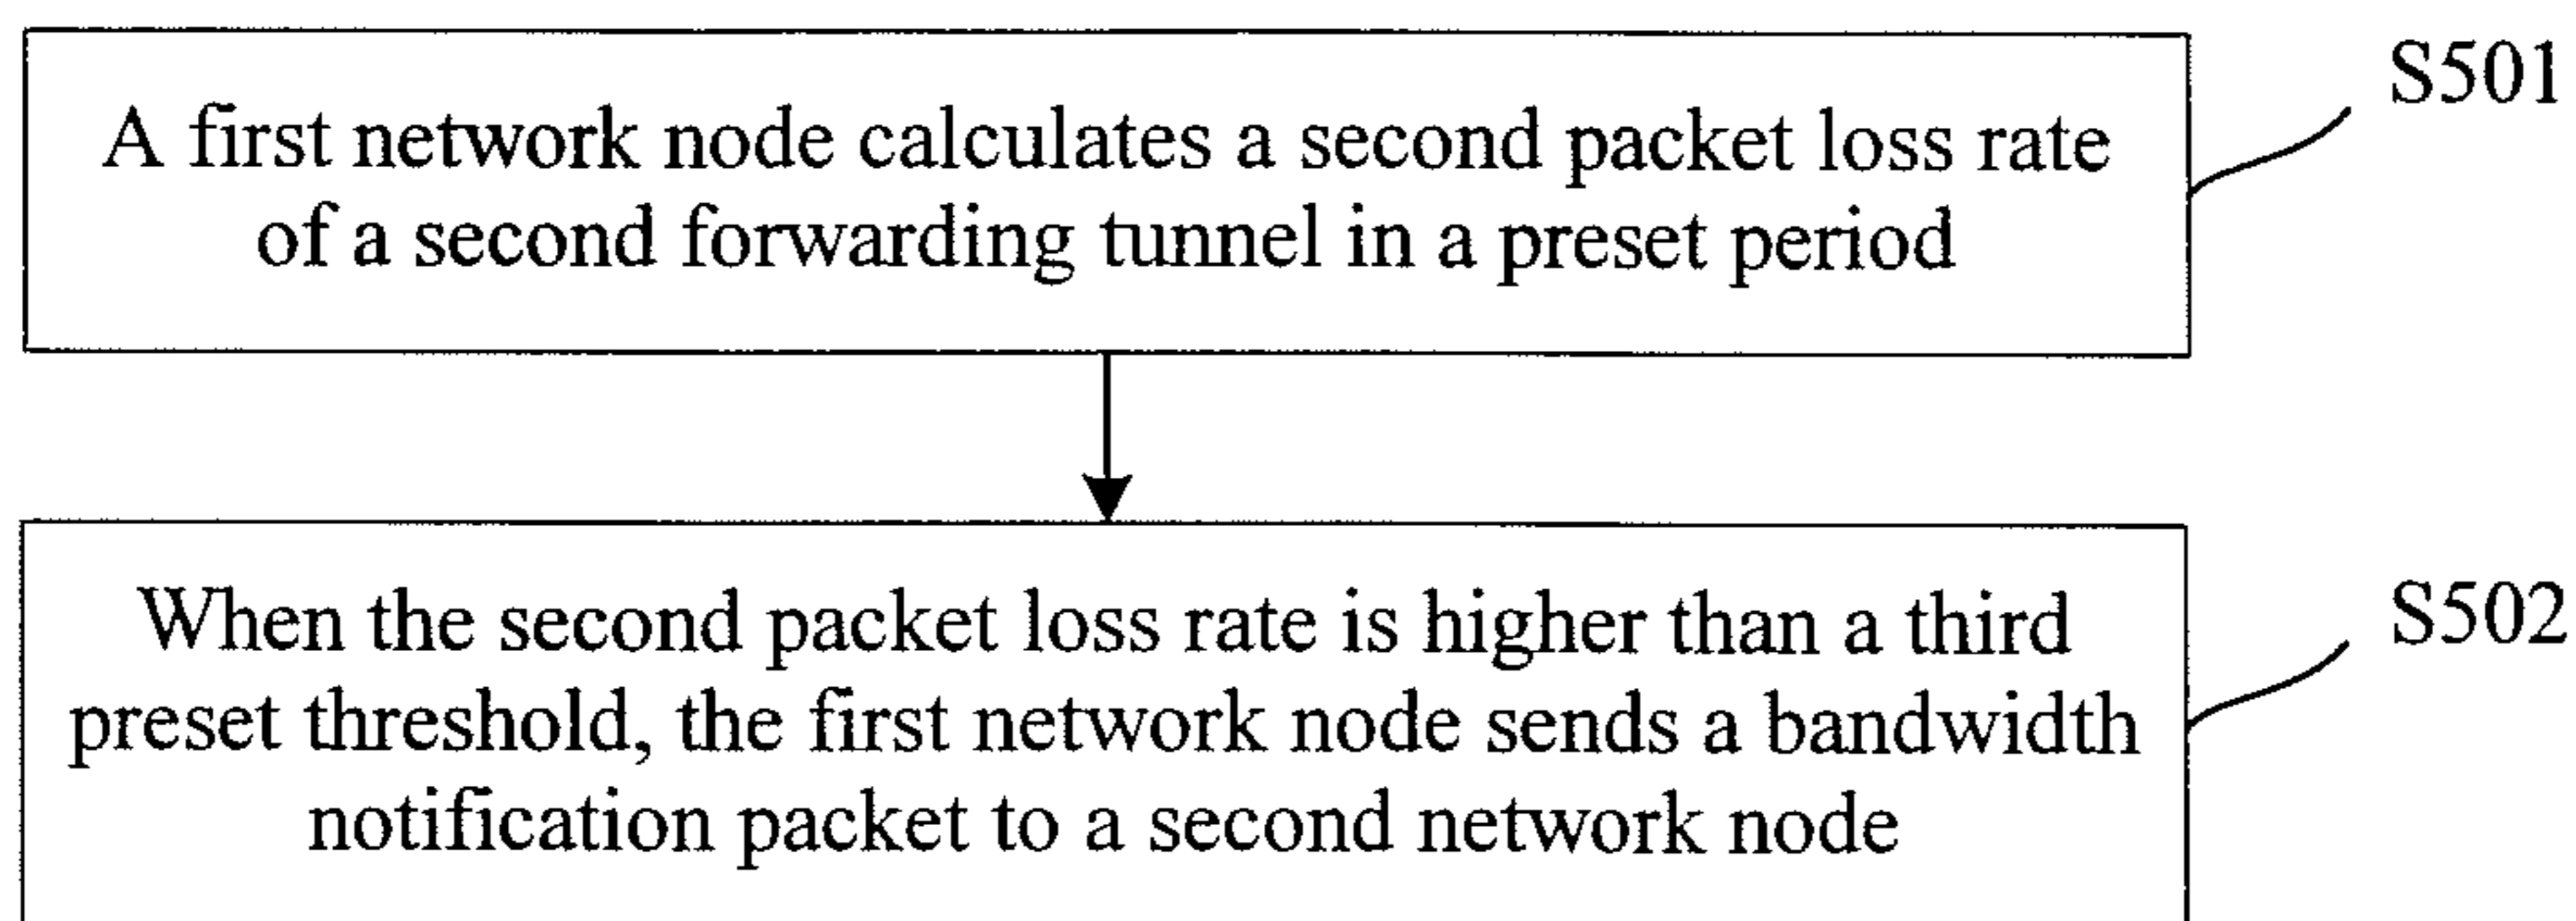 S501
A first network node calculates a second packet loss rate
of a second forwarding tunnel in a preset period
S502
When the second packet loss rate is higher than a third
preset threshold, the first network node sends a bandwidth
notification packet to a second network node